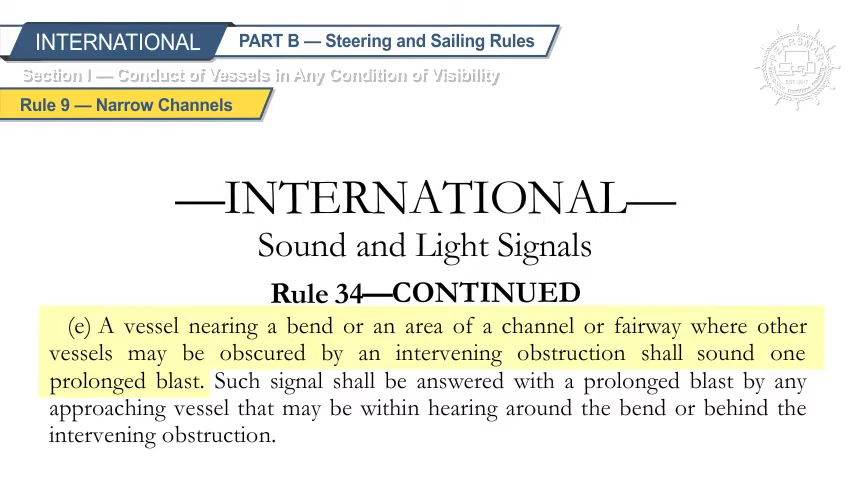 INTERNATIONAL PART B — Steering and Sailing Rules
Section I — Conduct of Vessels in Any Condition of Visibility
Rule 9 — Narrow Channels
PEARSMAR
—INTERNATIONAL—
Sound and Light Signals
Rule 34—CONTINUED
(e) A vessel nearing a bend or an area of a channel or fairway where other
vessels may be obscured by an intervening obstruction shall sound one
prolonged blast. Such signal shall be answered with a prolonged blast by any
approaching vessel that may be within hearing around the bend or behind the
intervening obstruction.